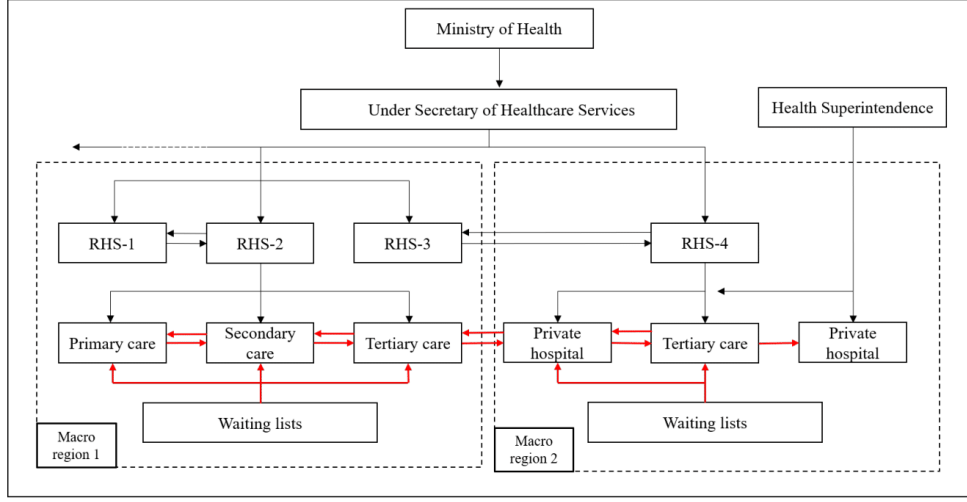 Ministry of Health
Under Secretary of Healthcare Services
Health Superintendence
RHS-1
RHS-2
RHS-3
RHS-4
Primary care
Secondary
care
Tertiary care
Private
hospital
Tertiary care
Private
hospital
Waiting lists
Waiting lists
Macro
region 1
Macro
region 2